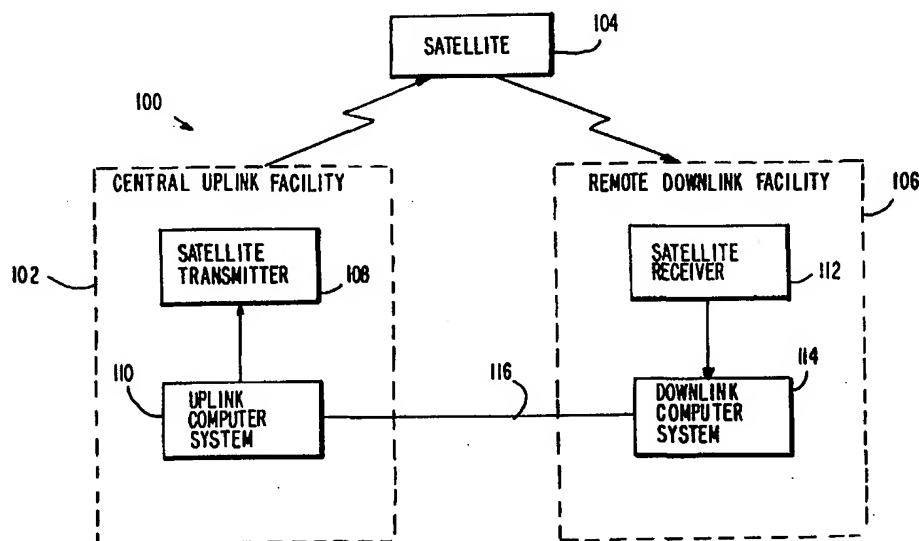 SATELLITE
104
100
CENTRAL UPLINK FACILITY
REMOTE DOWNLINK FACILITY
106
SATELLITE
TRANSMITTER
108
102
SATELLITE
RECEIVER
112
110
UPLINK
COMPUTER
SYSTEM
116
DOWNLINK
COMPUTER
SYSTEM
114